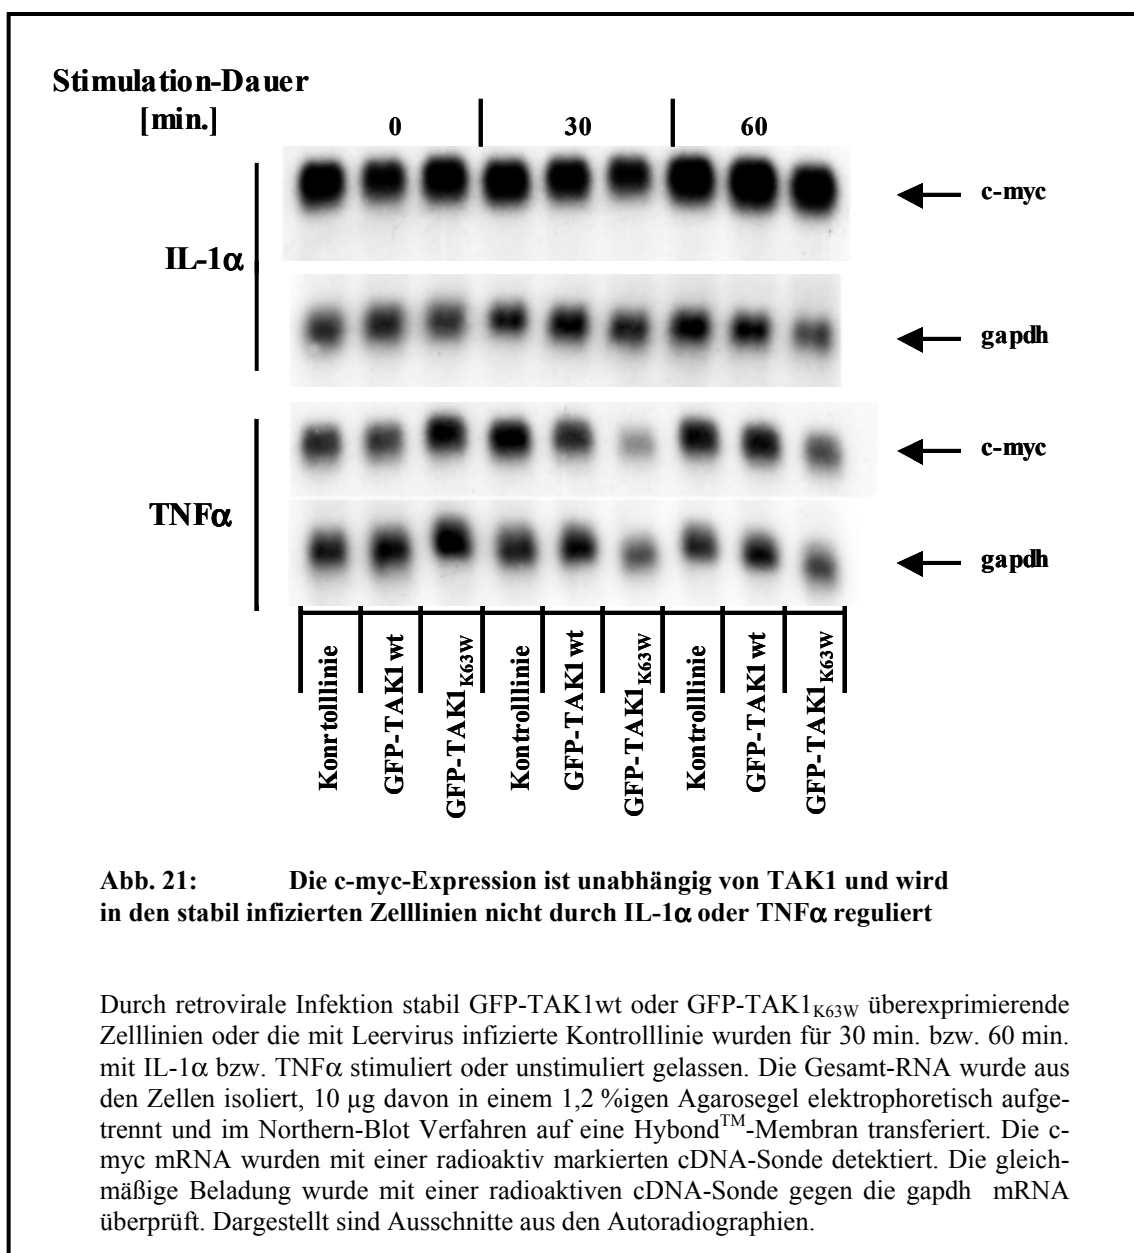 Stimulation-Dauer
[min.]
0 30 60
IL-1α
c-myc
gapdh
TNFα
c-myc
gapdh
Konrtolllinie
GFP-TAK1wt
GFP-TAK1K63W
Kontrolllinie
GFP-TAK1wt
GFP-TAK1K63W
Kontrolllinie
GFP-TAK1wt
GFP-TAK1K63W
Abb. 21: Die c-myc-Expression ist unabhängig von TAK1 und wird
in den stabil infizierten Zelllinien nicht durch IL-1α oder TNFα reguliert
Durch retrovirale Infektion stabil GFP-TAK1wt oder GFP-TAK1K63W überexprimierende
Zelllinien oder die mit Leervirus infizierte Kontrolllinie wurden für 30 min. bzw. 60 min.
mit IL-1α bzw. TNFα stimuliert oder unstimuliert gelassen. Die Gesamt-RNA wurde aus
den Zellen isoliert, 10 µg davon in einem 1,2 %igen Agarosegel elektrophoretisch aufge-
trennt und im Northern-Blot Verfahren auf eine HybondTM-Membran transferiert. Die c-
myc mRNA wurden mit einer radioaktiv markierten cDNA-Sonde detektiert. Die gleich-
mäßige Beladung wurde mit einer radioaktiven cDNA-Sonde gegen die gapdh mRNA
überprüft. Dargestellt sind Ausschnitte aus den Autoradiographien.